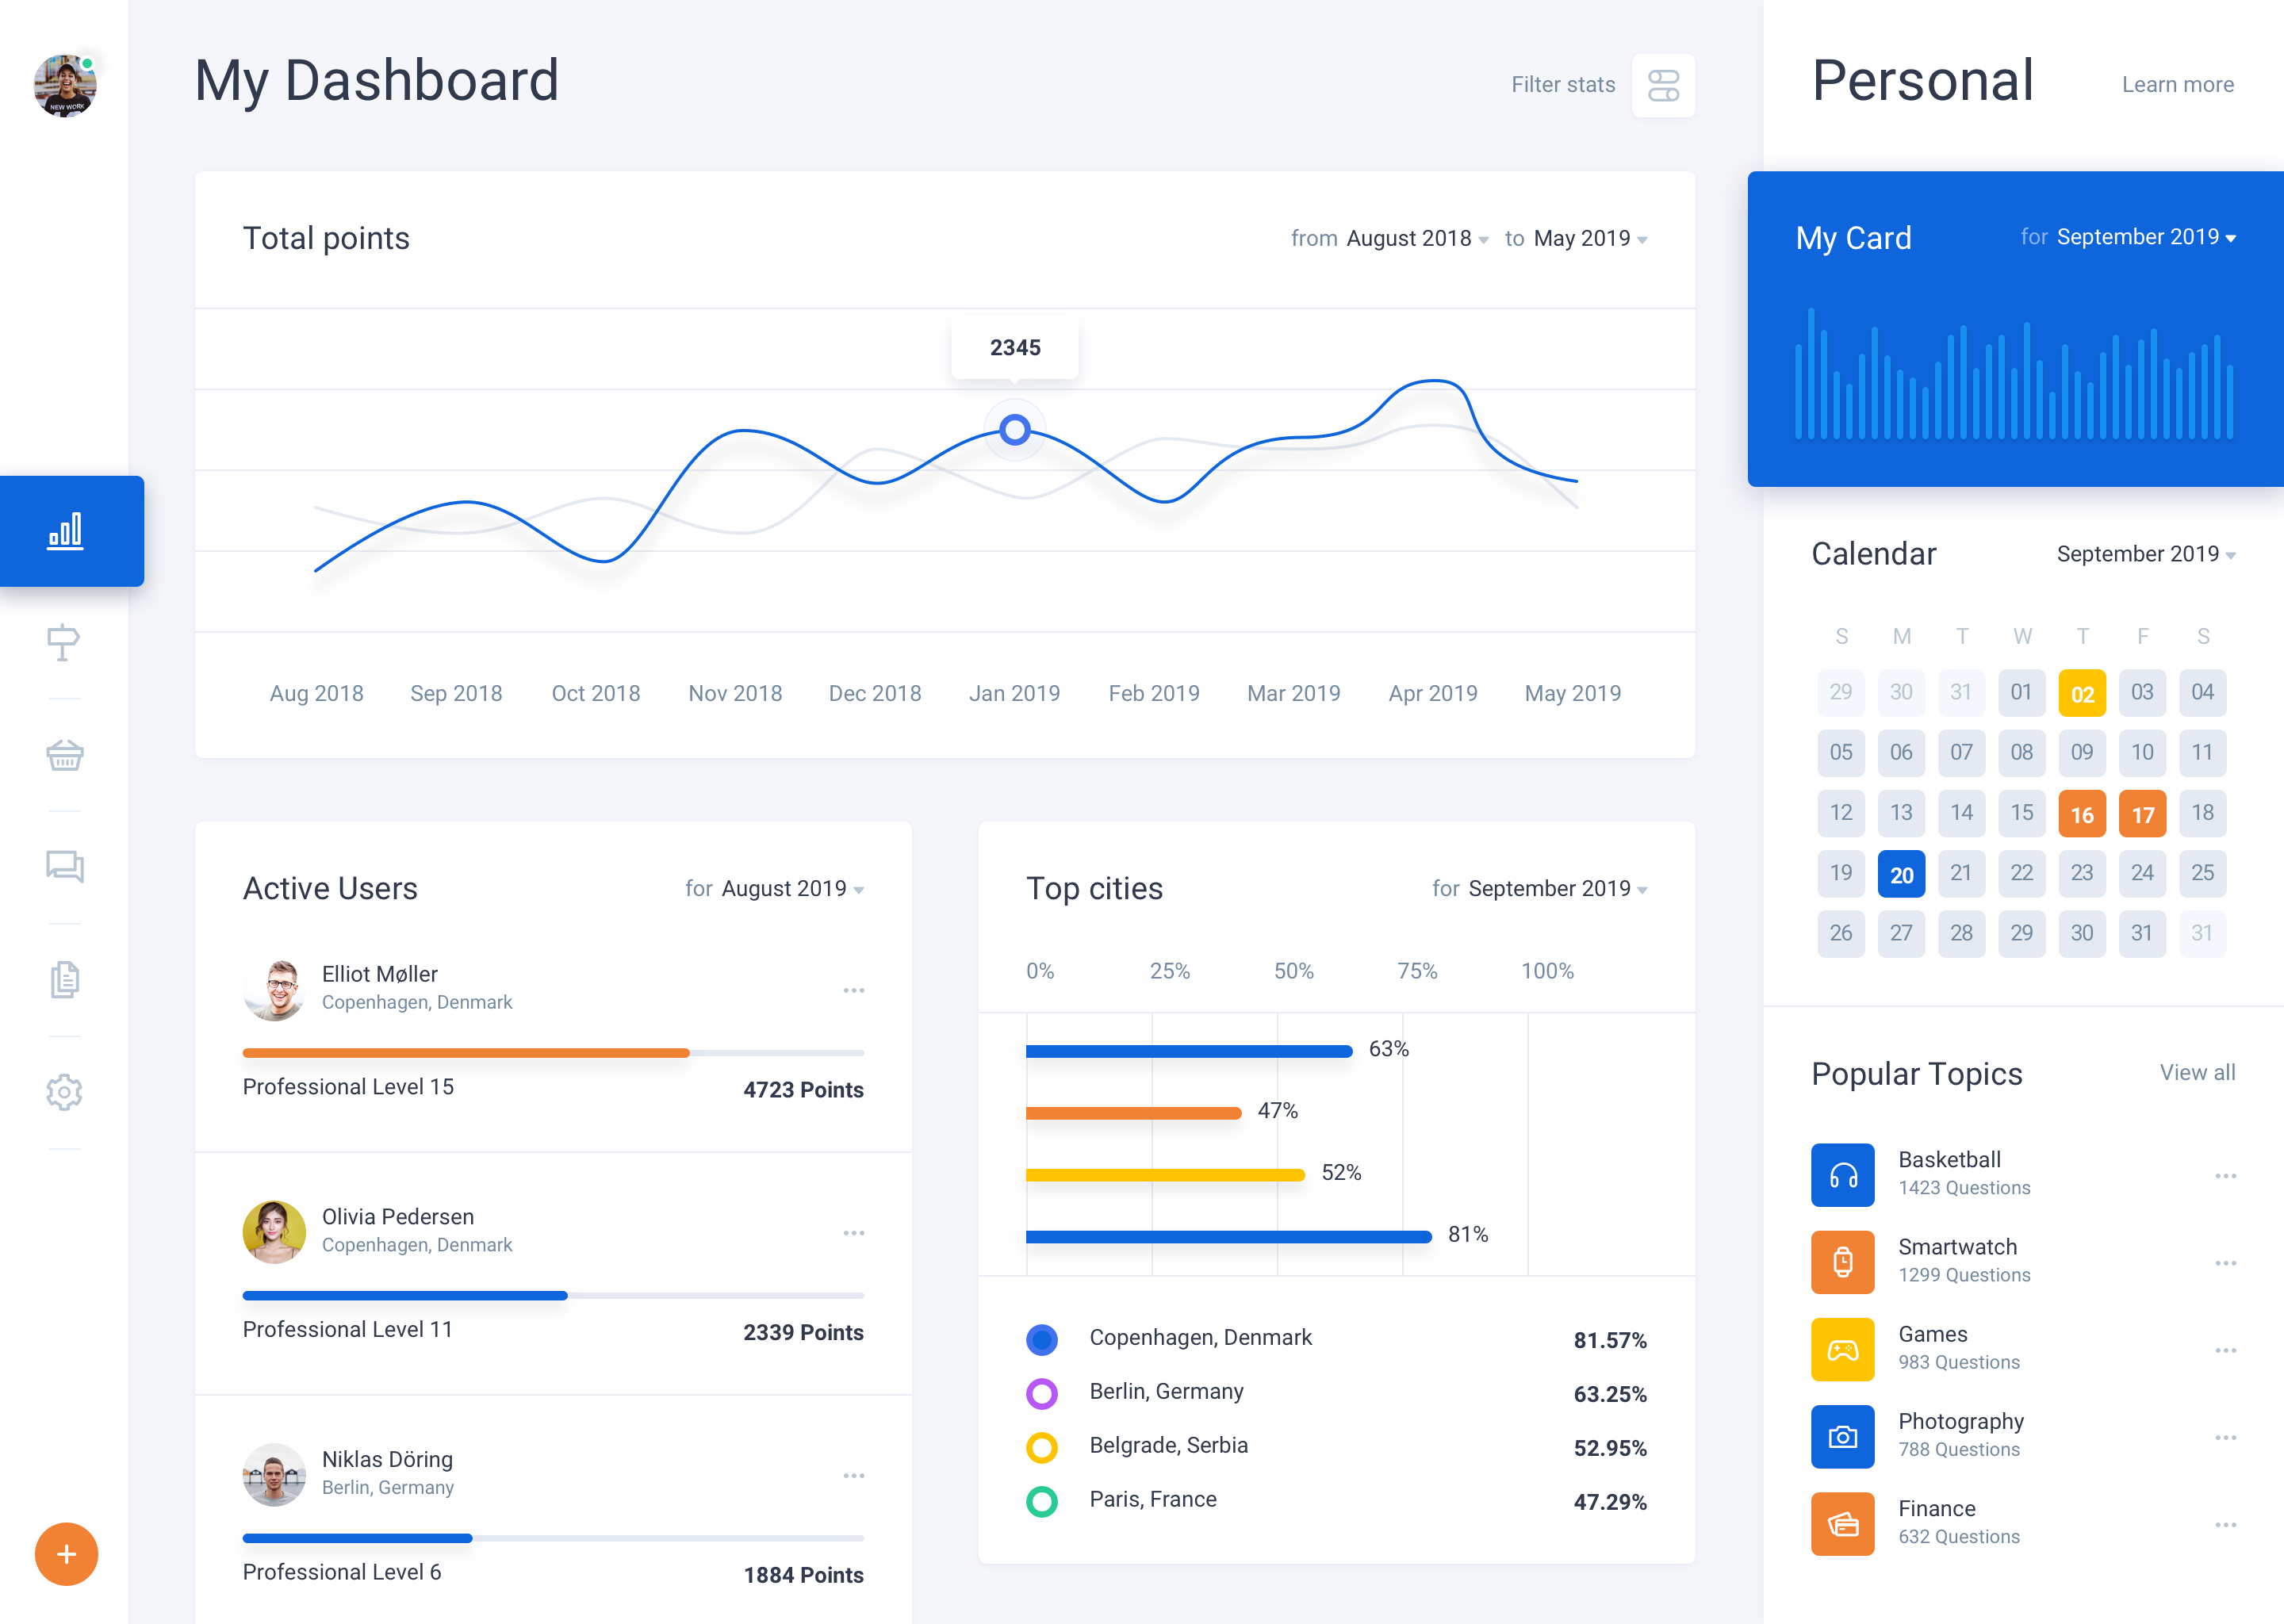 NEW WORK
My Dashboard
Filter stats
Total points
from August 2018 to May 2019
2345
Aug 2018 Sep 2018 Oct 2018 Nov 2018 Dec 2018 Jan 2019 Feb 2019 Mar 2019 Apr 2019 May 2019
Active Users
for August 2019
Elliot Møller
Copenhagen, Denmark
Professional Level 15
4723 Points
Olivia Pedersen
Copenhagen, Denmark
Professional Level 11
2339 Points
Niklas Döring
Berlin, Germany
Professional Level 6
1884 Points
Top cities
for September 2019
0% 25% 50% 75% 100%
63%
47%
52%
81%
Copenhagen, Denmark 81.57%
Berlin, Germany 63.25%
Belgrade, Serbia 52.95%
Paris, France 47.29%
Personal
Learn more
My Card
for September 2019
Calendar
September 2019
S M T W T F S
29 30 31 01 02 03 04
05 06 07 08 09 10 11
12 13 14 15 16 17 18
19 20 21 22 23 24 25
26 27 28 29 30 31 31
Popular Topics
View all
Basketball
1423 Questions
Smartwatch
1299 Questions
Games
983 Questions
Photography
788 Questions
Finance
632 Questions